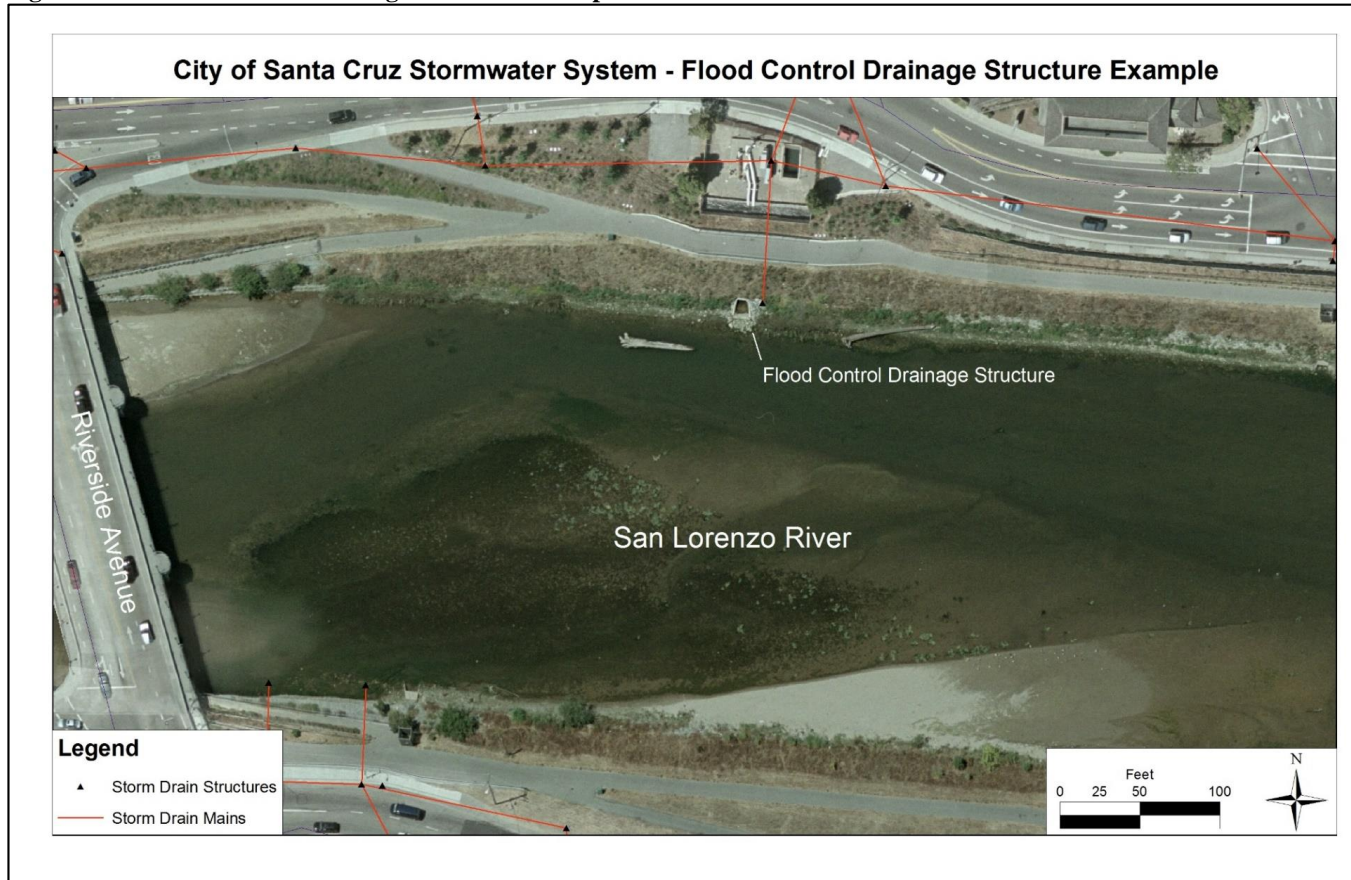 City of Santa Cruz Stormwater System - Flood Control Drainage Structure Example
Flood Control Drainage Structure
Riverside Avenue
San Lorenzo River
Legend
Storm Drain Structures
Storm Drain Mains
Feet
0 25 50 100
N